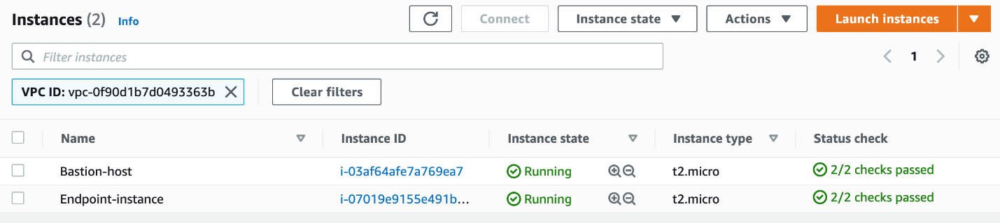 Instances (2) Info Connect Instance state Actions Launch instances
Filter instances 1
VPC ID: vpc-0f90d1b7d0493363b Clear filters
Name Instance ID Instance state Instance type Status check
Bastion-host i-03af64afe7a769ea7 Running t2.micro 2/2 checks passed
Endpoint-instance i-07019e9155e491b... Running t2.micro 2/2 checks passed